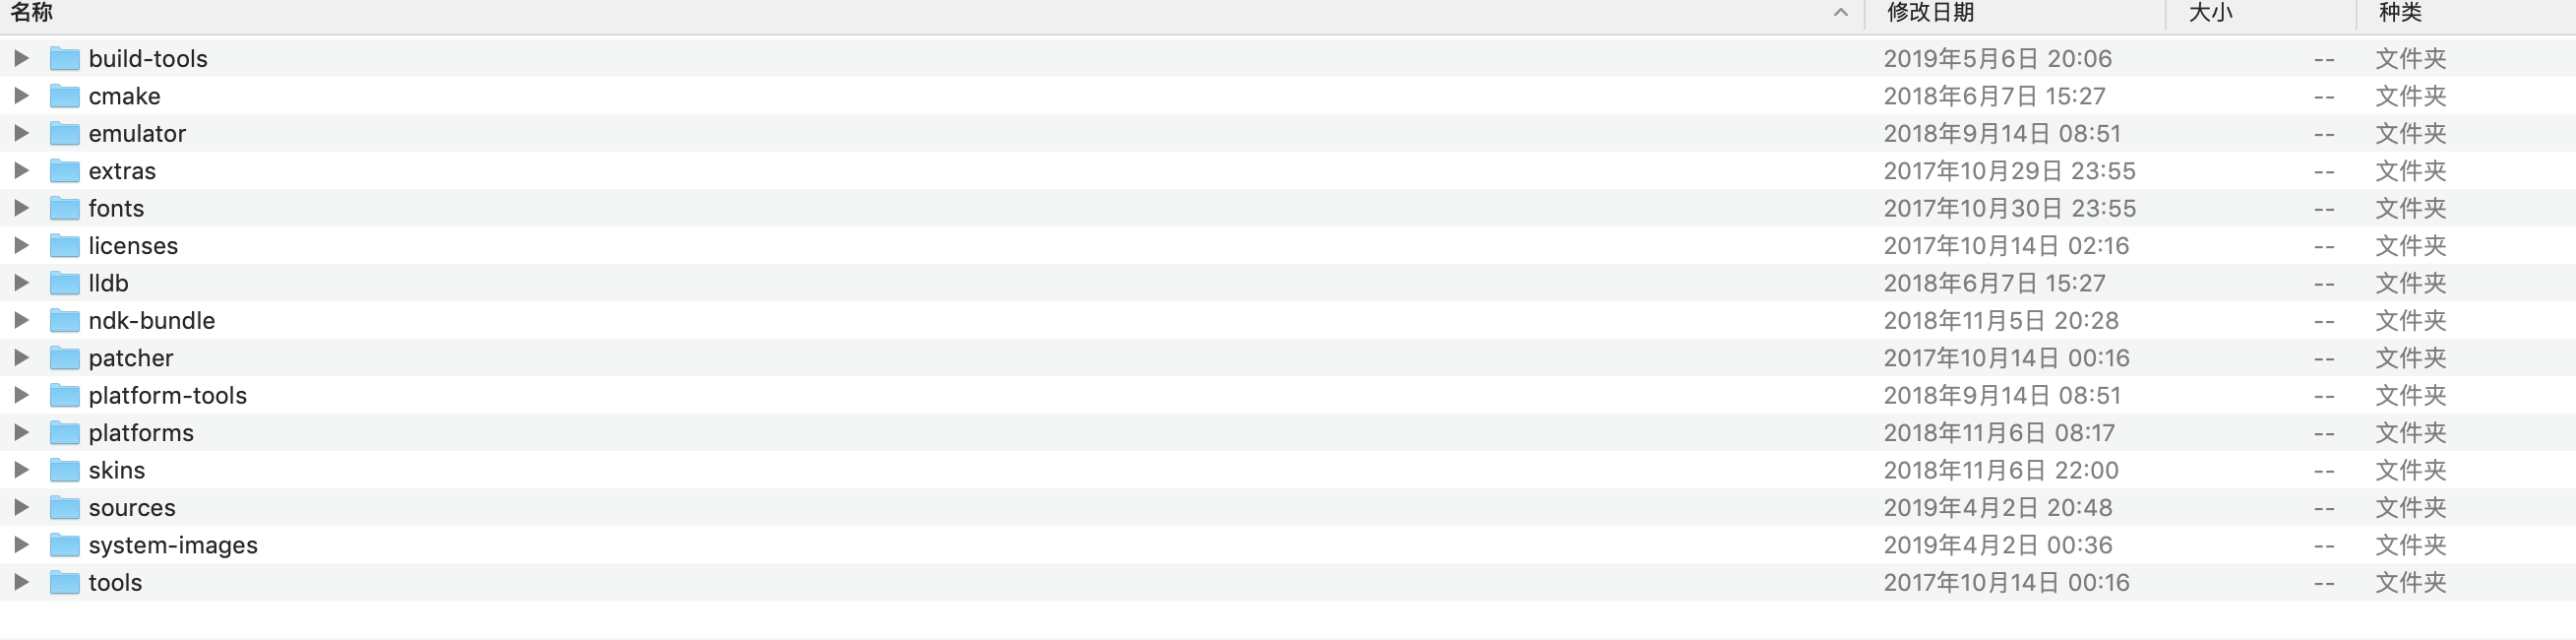 名称 修改日期 大小 种类
build-tools 2019年5月6日 20:06 -- 文件夹
cmake 2018年6月7日 15:27 -- 文件夹
emulator 2018年9月14日 08:51 -- 文件夹
extras 2017年10月29日 23:55 -- 文件夹
fonts 2017年10月30日 23:55 -- 文件夹
licenses 2017年10月14日 02:16 -- 文件夹
lldb 2018年6月7日 15:27 -- 文件夹
ndk-bundle 2018年11月5日 20:28 -- 文件夹
patcher 2017年10月14日 00:16 -- 文件夹
platform-tools 2018年9月14日 08:51 -- 文件夹
platforms 2018年11月6日 08:17 -- 文件夹
skins 2018年11月6日 22:00 -- 文件夹
sources 2019年4月2日 20:48 -- 文件夹
system-images 2019年4月2日 00:36 -- 文件夹
tools 2017年10月14日 00:16 -- 文件夹